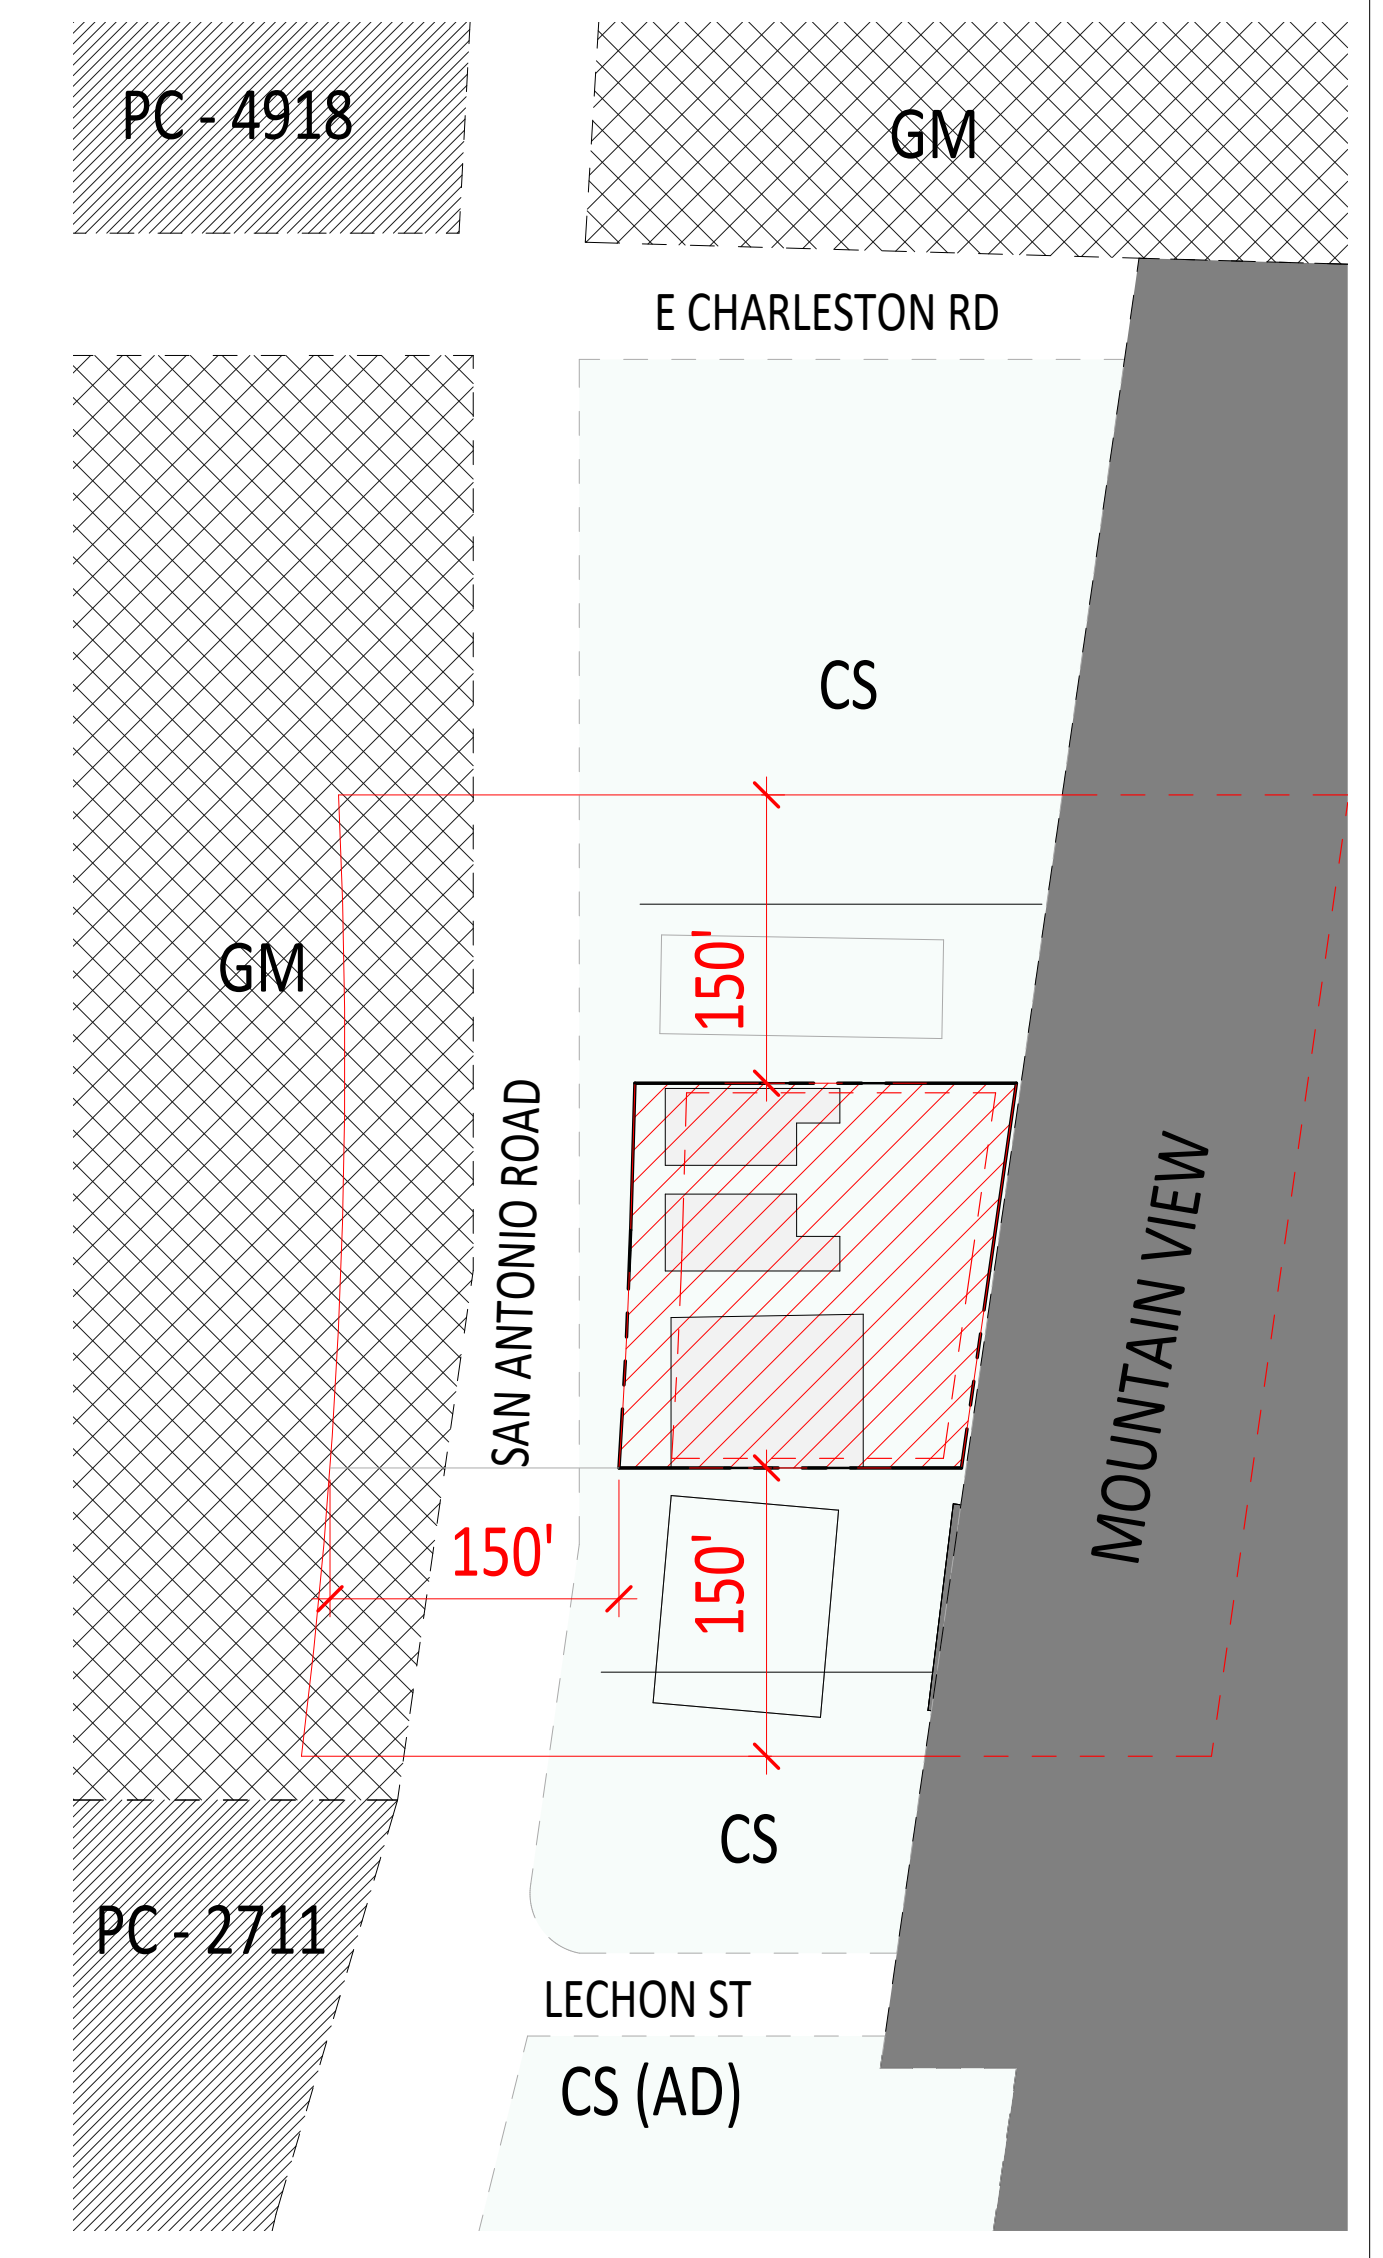 PC - 4918
GM
E CHARLESTON RD
CS
GM
150'
SAN ANTONIO ROAD
MOUNTAIN VIEW
150'
150'
CS
PC - 2711
LECHON ST
CS (AD)